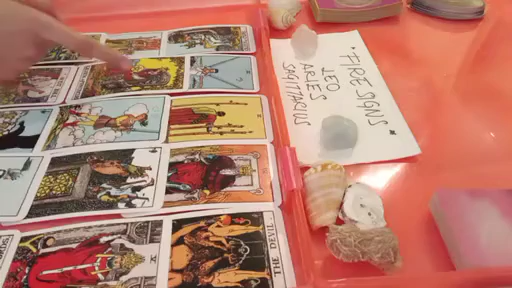 * FIRE SIGNS *
LEO
ARIES
SAGITTARIUS
THE DEVIL.